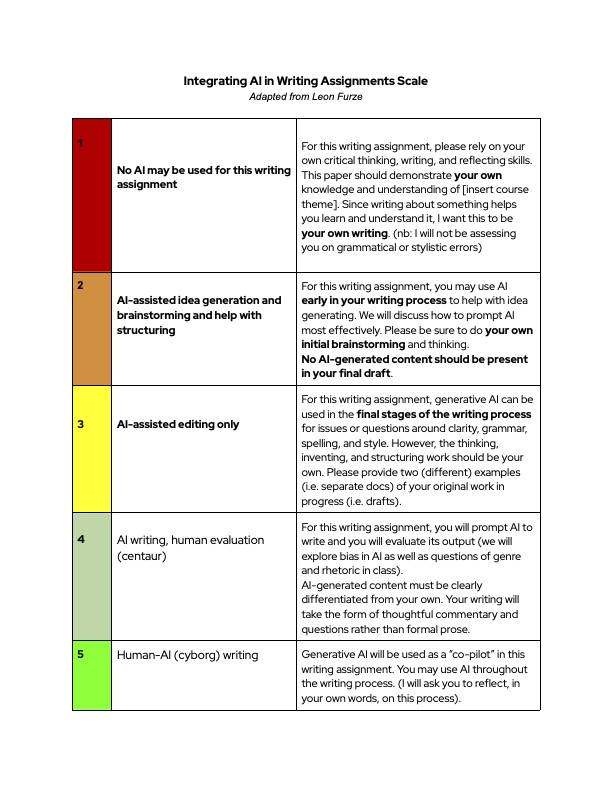 Integrating AI in Writing Assignments Scale
Adapted from Leon Furze
1
No AI may be used for this writing
assignment
For this writing assignment, please rely on your
own critical thinking, writing, and reflecting skills.
This paper should demonstrate your own
knowledge and understanding of [insert course
theme]. Since writing about something helps
you learn and understand it, I want this to be
your own writing. (nb: I will not be assessing
you on grammatical or stylistic errors)
2
AI-assisted idea generation and
brainstorming and help with
structuring
For this writing assignment, you may use AI
early in your writing process to help with idea
generating. We will discuss how to prompt AI
most effectively. Please be sure to do your own
initial brainstorming and thinking.
No AI-generated content should be present
in your final draft.
3
AI-assisted editing only
For this writing assignment, generative AI can be
used in the final stages of the writing process
for issues or questions around clarity, grammar,
spelling, and style. However, the thinking,
inventing, and structuring work should be your
own. Please provide two (different) examples
(i.e. separate docs) of your original work in
progress (i.e. drafts).
4
AI writing, human evaluation
(centaur)
For this writing assignment, you will prompt AI to
write and you will evaluate its output (we will
explore bias in AI as well as questions of genre
and rhetoric in class).
AI-generated content must be clearly
differentiated from your own. Your writing will
take the form of thoughtful commentary and
questions rather than formal prose.
5
Human-AI (cyborg) writing
Generative AI will be used as a “co-pilot” in this
writing assignment. You may use AI throughout
the writing process. (I will ask you to reflect, in
your own words, on this process).